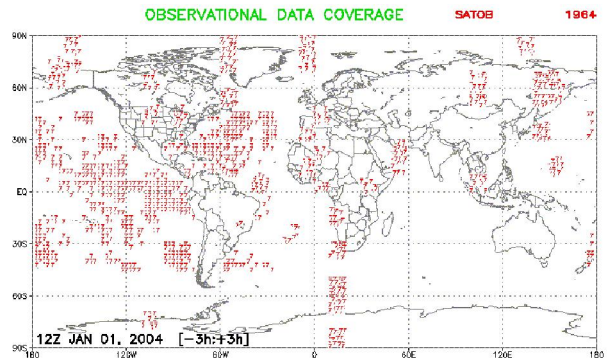 OBSERVATIONAL DATA COVERAGE SATOB 1964
90N
60N
30N
EQ
30S
60S
90S
12Z JAN 01, 2004 [-3h:+3h]
180 120W 60W 0 60E 120E 180